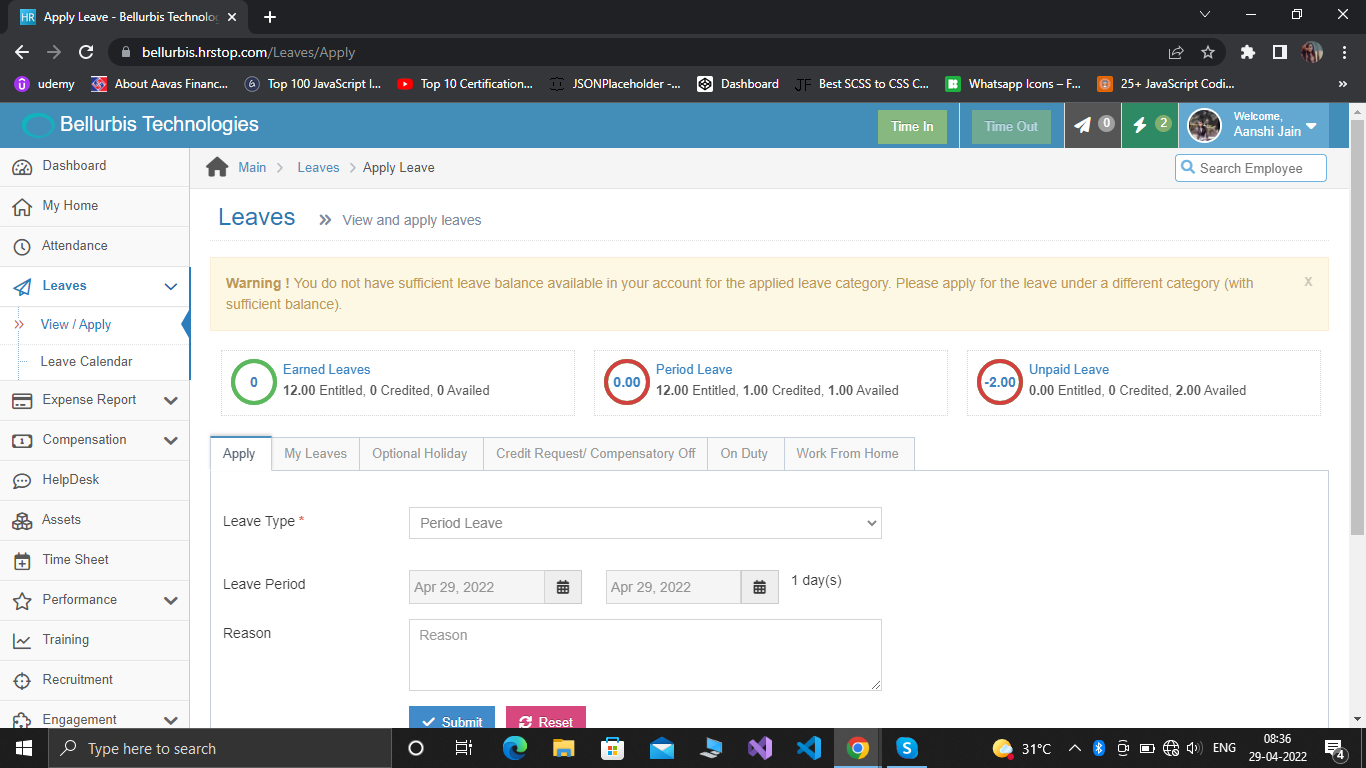 HR Apply Leave - Bellurbis Technolo
bellurbis.hrstop.com/Leaves/Apply
udemy About Aavas Financ... Top 100 JavaScript I... Top 10 Certification... JSONPlaceholder -... Dashboard JF Best SCSS to CSS C... Whatsapp Icons – F... 25+ JavaScript Codi... »
Bellurbis Technologies
Time In
Time Out
0
2
Welcome,
Aanshi Jain
Dashboard
My Home
Attendance
Leaves
View / Apply
Leave Calendar
Expense Report
Compensation
HelpDesk
Assets
Time Sheet
Performance
Training
Recruitment
Engagement
Main Leaves Apply Leave
Search Employee
Leaves » View and apply leaves
Warning ! You do not have sufficient leave balance available in your account for the applied leave category. Please apply for the leave under a different category (with
sufficient balance).
x
0
Earned Leaves
12.00 Entitled, 0 Credited, 0 Availed
0.00
Period Leave
12.00 Entitled, 1.00 Credited, 1.00 Availed
-2.00
Unpaid Leave
0.00 Entitled, 0 Credited, 2.00 Availed
Apply My Leaves Optional Holiday Credit Request/ Compensatory Off On Duty Work From Home
Leave Type * Period Leave
Leave Period Apr 29, 2022 Apr 29, 2022 1 day(s)
Reason Reason
Submit Reset
Type here to search
31°C
ENG
08:36
29-04-2022
4